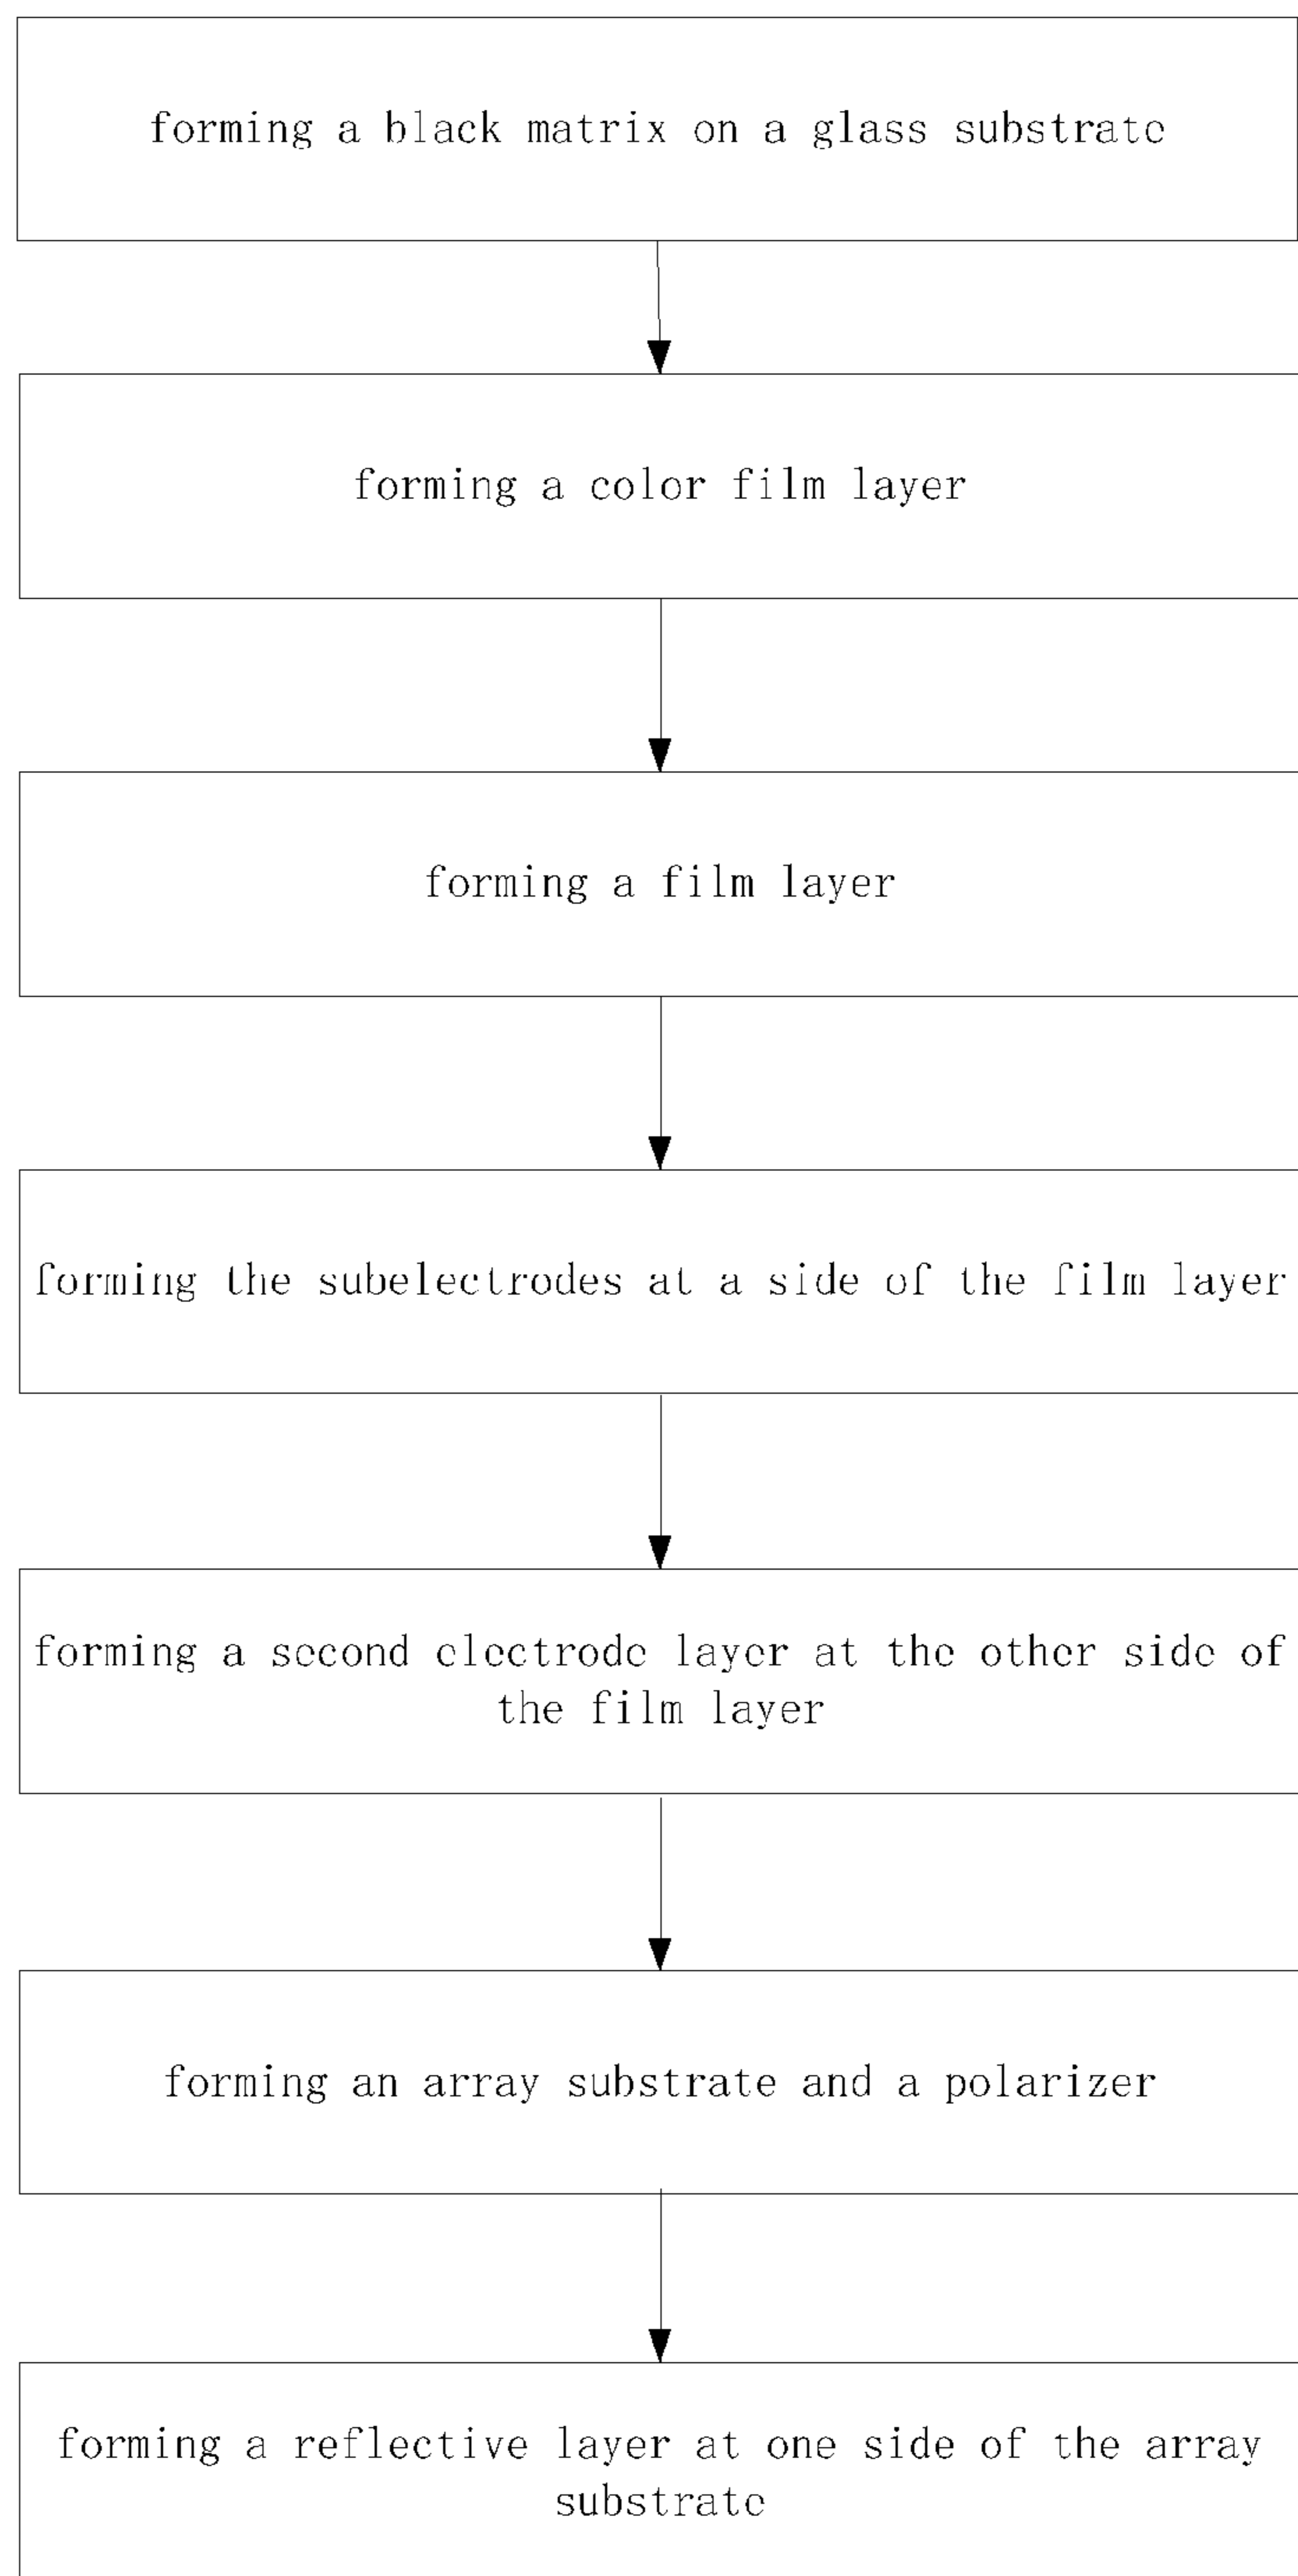 forming a black matrix on a glass substrate
forming a color film layer
forming a film layer
forming the subelectrodes at a side of the film layer
forming a second electrode layer at the other side of
the film layer
forming an array substrate and a polarizer
forming a reflective layer at one side of the array
substrate